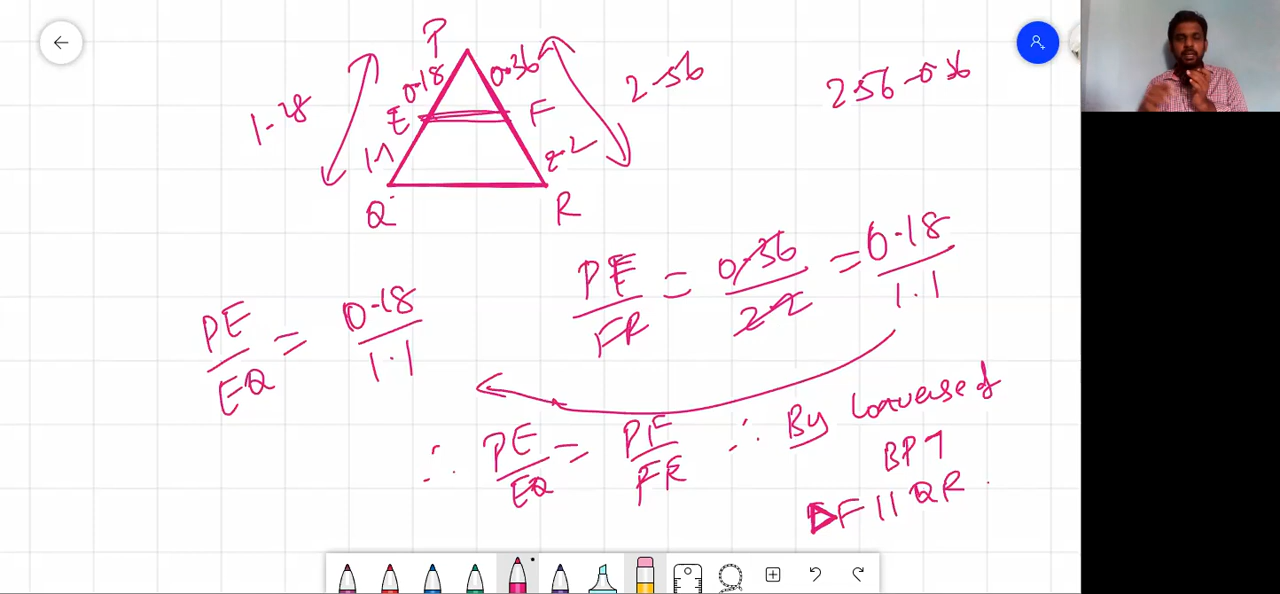 P
0.18
0.36
2.56
2.56-0.36
1.28
E
F
1.1
2.2
Q
R
PE/EQ = 0.18/1.1
PF/FR = 0.36/2.2 = 0.18/1.1
∴ PE/EQ = PF/FR
∴ By Converse of
BPT
EF || QR.